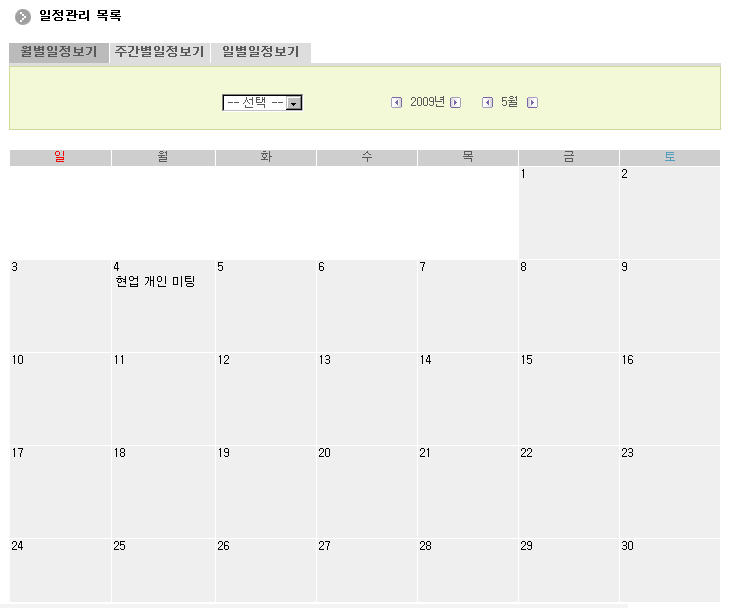 일정관리 목록
월별일정보기 주간별일정보기 일별일정보기
-- 선택 -- 2009년 5월
일 월 화 수 목 금 토
1 2
3 4 5 6 7 8 9
현업 개인 미팅
10 11 12 13 14 15 16
17 18 19 20 21 22 23
24 25 26 27 28 29 30